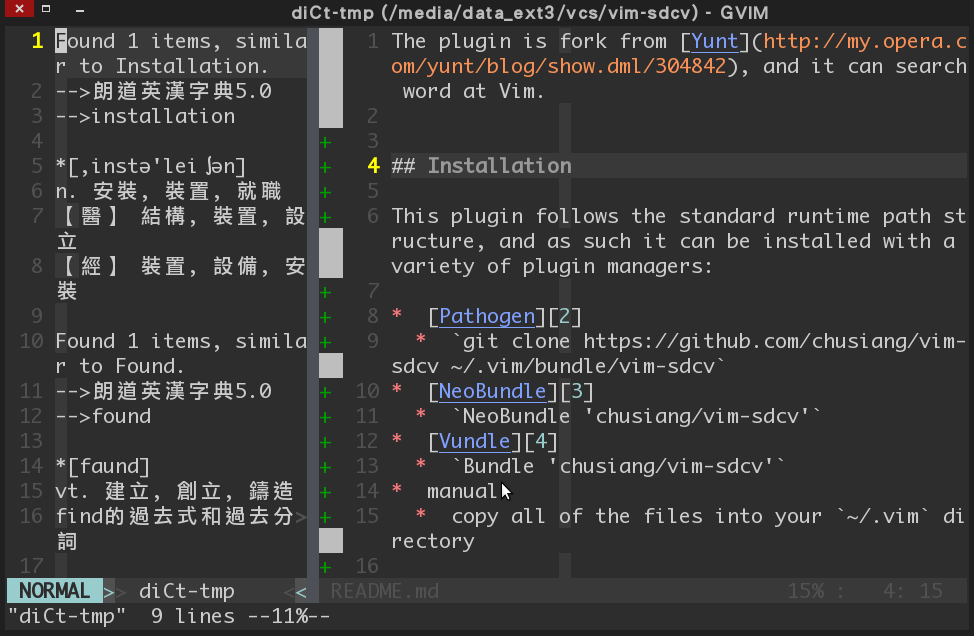 diCt-tmp (/media/data_ext3/vcs/vim-sdcv) - GVIM
1 Found 1 items, simila
r to Installation.
2 -->朗道英漢字典5.0
3 -->installation
4
5 *[,instə'leiʃən]
6 n. 安裝, 裝置, 就職
7 【醫】 結構, 裝置, 設
立
8 【經】 裝置, 設備, 安
裝
9
10 Found 1 items, simila
r to Found.
11 -->朗道英漢字典5.0
12 -->found
13
14 *[faund]
15 vt. 建立, 創立, 鑄造
16 find的過去式和過去分>
詞
17
1 The plugin is fork from [Yunt](http://my.opera.c
om/yunt/blog/show.dml/304842), and it can search
word at Vim.
2
+ 3
+ 4 ## Installation
+ 5
+ 6 This plugin follows the standard runtime path st
ructure, and as such it can be installed with a
variety of plugin managers:
+ 7
+ 8 * [Pathogen][2]
+ 9 * `git clone https://github.com/chusiang/vim-
sdcv ~/.vim/bundle/vim-sdcv`
+ 10 * [NeoBundle][3]
+ 11 * `NeoBundle 'chusiang/vim-sdcv'`
+ 12 * [Vundle][4]
+ 13 * `Bundle 'chusiang/vim-sdcv'`
+ 14 * manual
+ 15 * copy all of the files into your `~/.vim` di
rectory
+ 16
NORMAL >> diCt-tmp << README.md 15% : 4: 15
"diCt-tmp" 9 lines --11%--